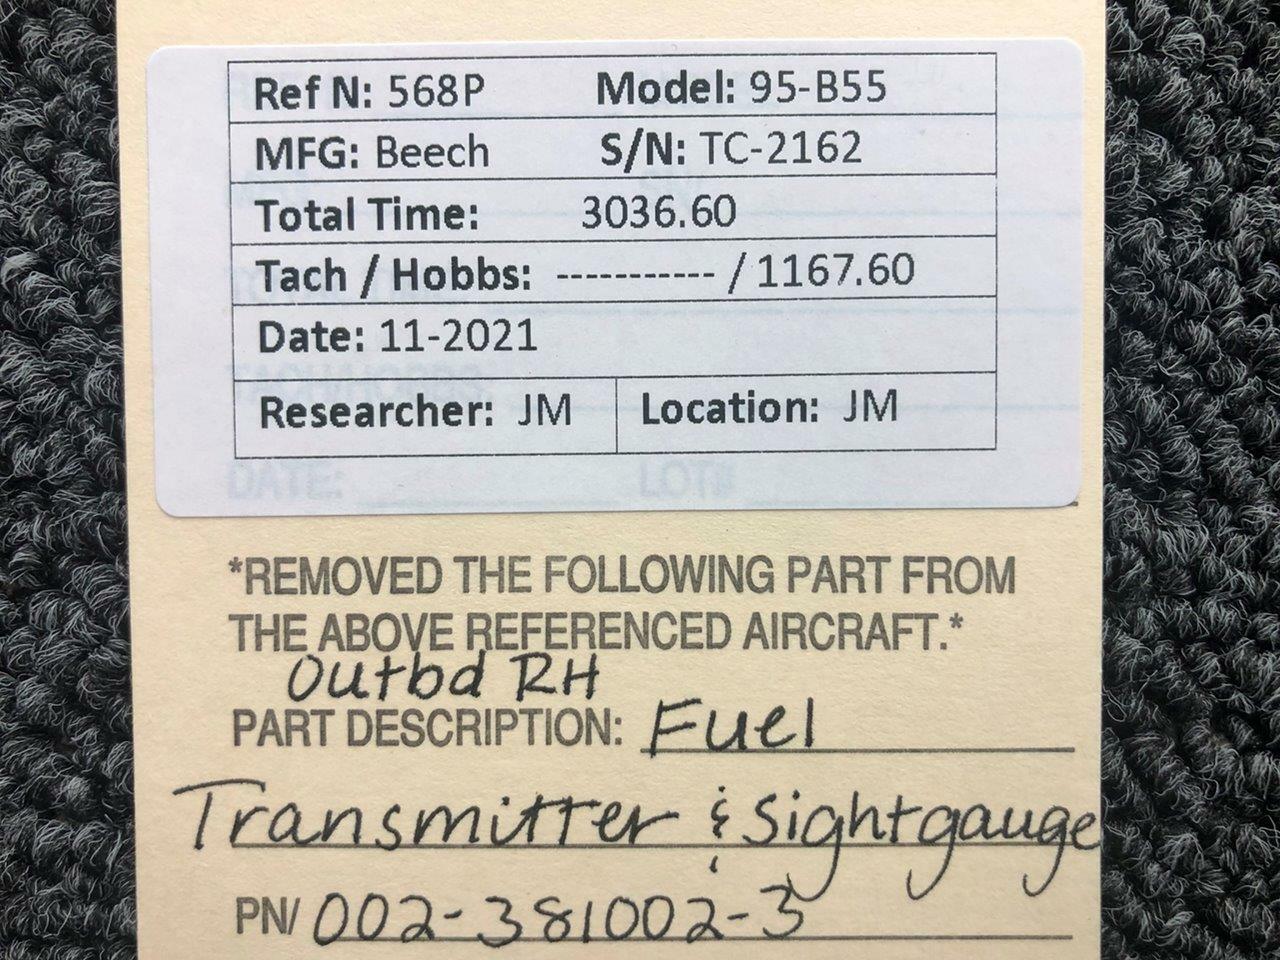 Ref N: 568P Model: 95-B55
MFG: Beech S/N: TC-2162
Total Time: 3036.60
Tach / Hobbs: ----------- / 1167.60
Date: 11-2021
Researcher: JM Location: JM
DATE: LOT#
*REMOVED THE FOLLOWING PART FROM
THE ABOVE REFERENCED AIRCRAFT.*
Outbd RH
PART DESCRIPTION: Fuel
Transmitter & Sightgauge
PN/ 002-381002-3